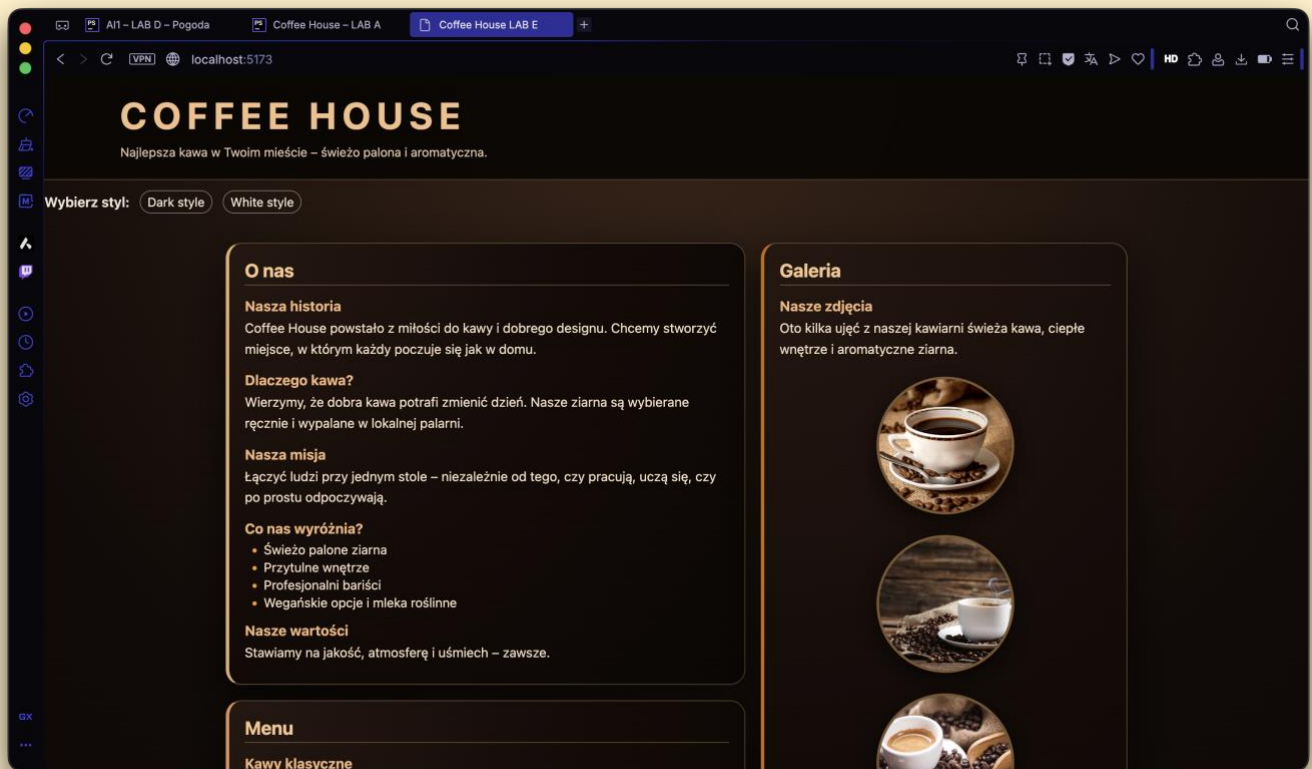 AI1 – LAB D – Pogoda
Coffee House – LAB A
Coffee House LAB E
VPN
localhost:5173
HD
COFFEE HOUSE
Najlepsza kawa w Twoim mieście – świeżo palona i aromatyczna.
Wybierz styl: Dark style White style
O nas
Nasza historia
Coffee House powstało z miłości do kawy i dobrego designu. Chcemy stworzyć
miejsce, w którym każdy poczuje się jak w domu.
Dlaczego kawa?
Wierzymy, że dobra kawa potrafi zmienić dzień. Nasze ziarna są wybierane
ręcznie i wypalane w lokalnej palarni.
Nasza misja
Łączyć ludzi przy jednym stole – niezależnie od tego, czy pracują, uczą się, czy
po prostu odpoczywają.
Co nas wyróżnia?
• Świeżo palone ziarna
• Przytulne wnętrze
• Profesjonalni bariści
• Wegańskie opcje i mleka roślinne
Nasze wartości
Stawiamy na jakość, atmosferę i uśmiech – zawsze.
Menu
Kawy klasyczne
Galeria
Nasze zdjęcia
Oto kilka ujęć z naszej kawiarni świeża kawa, ciepłe
wnętrze i aromatyczne ziarna.
GX